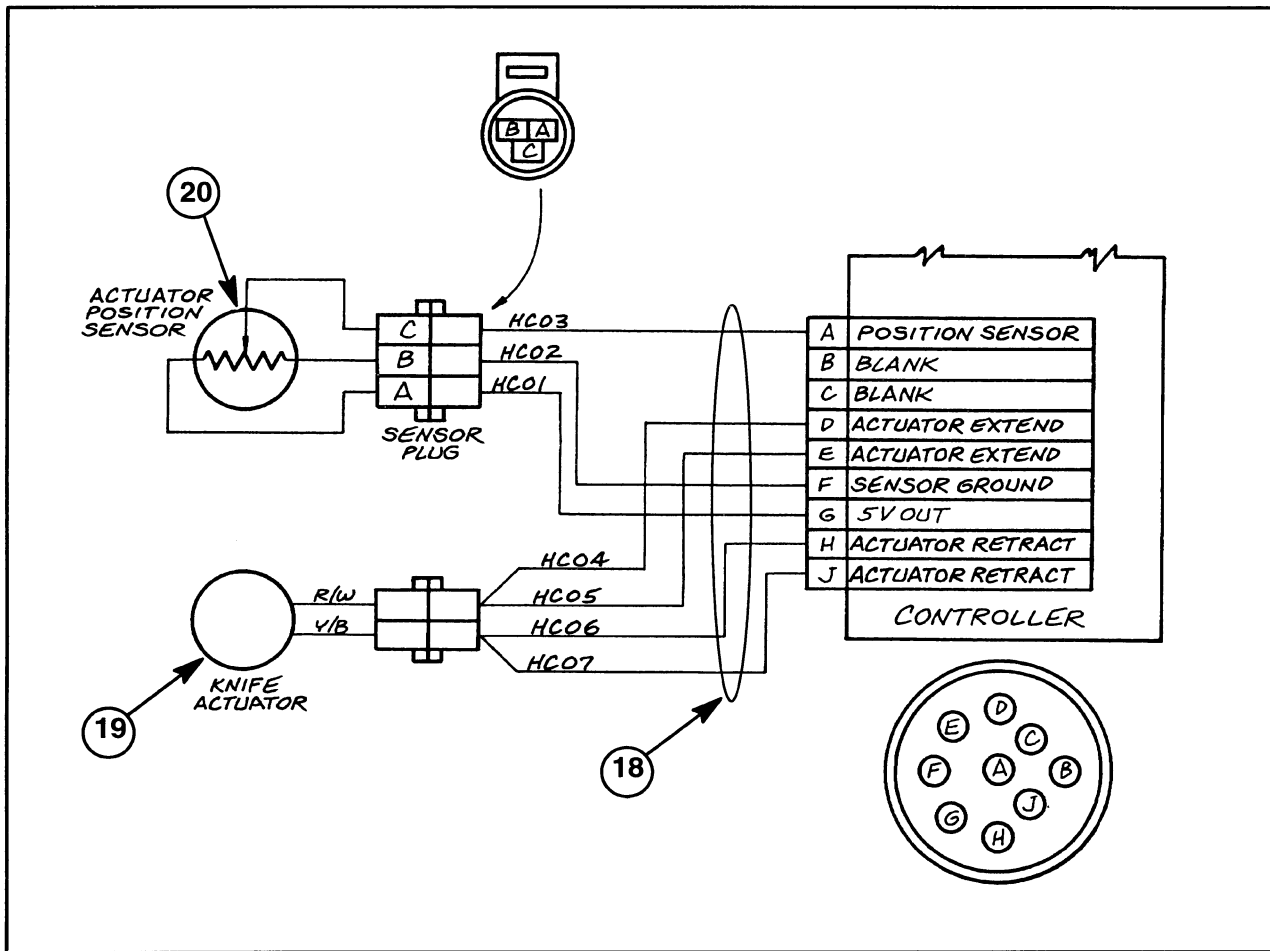 B A
C
20
ACTUATOR
POSITION
SENSOR
C
B
A
SENSOR
PLUG
HC03
HC02
HC01
A POSITION SENSOR
B BLANK
C BLANK
D ACTUATOR EXTEND
E ACTUATOR EXTEND
F SENSOR GROUND
G 5V OUT
H ACTUATOR RETRACT
J ACTUATOR RETRACT
CONTROLLER
R/W
Y/B
HC04
HC05
HC06
HC07
KNIFE
ACTUATOR
19
18
D
E
C
F
A
B
G
J
H